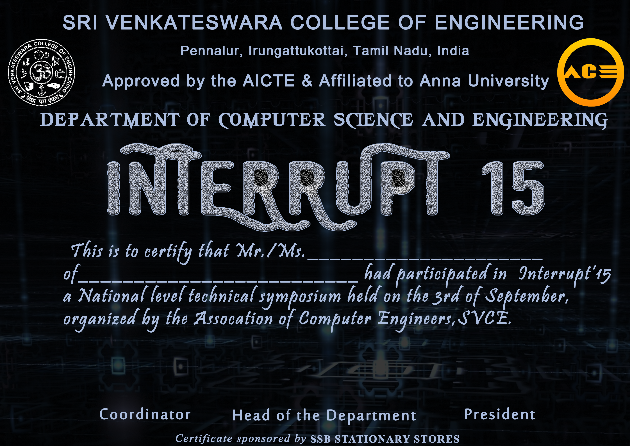 SRI VENKATESWARA COLLEGE OF ENGINEERING
Pennalur, Irungattukottai, Tamil Nadu, India
Approved by the AICTE & Affiliated to Anna University
ACE
DEPARTMENT OF COMPUTER SCIENCE AND ENGINEERING
INTERRUPT 15
This is to certify that Mr./Ms.______________________
of__________________________ had participated in Interrupt'15
a National level technical symposium held on the 3rd of September,
organized by the Assocation of Computer Engineers,SVCE.
Coordinator Head of the Department President
Certificate sponsored by SSB STATIONARY STORES